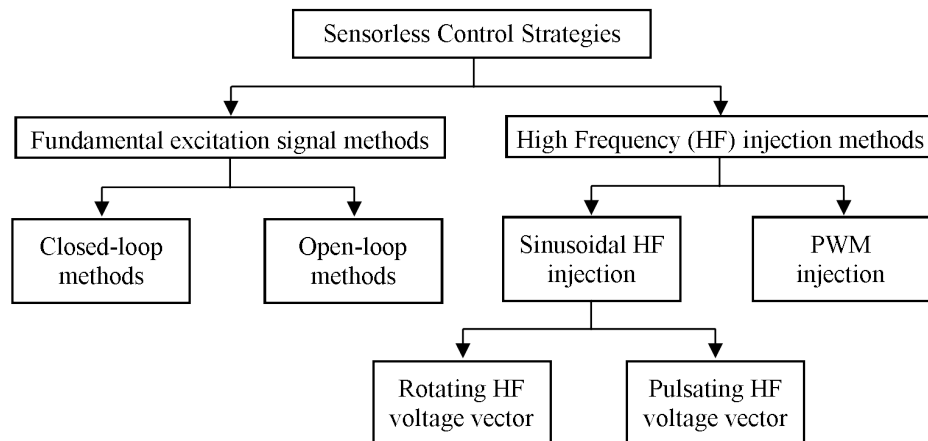 Sensorless Control Strategies
Fundamental excitation signal methods
High Frequency (HF) injection methods
Closed-loop
methods
Open-loop
methods
Sinusoidal HF
injection
PWM
injection
Rotating HF
voltage vector
Pulsating HF
voltage vector